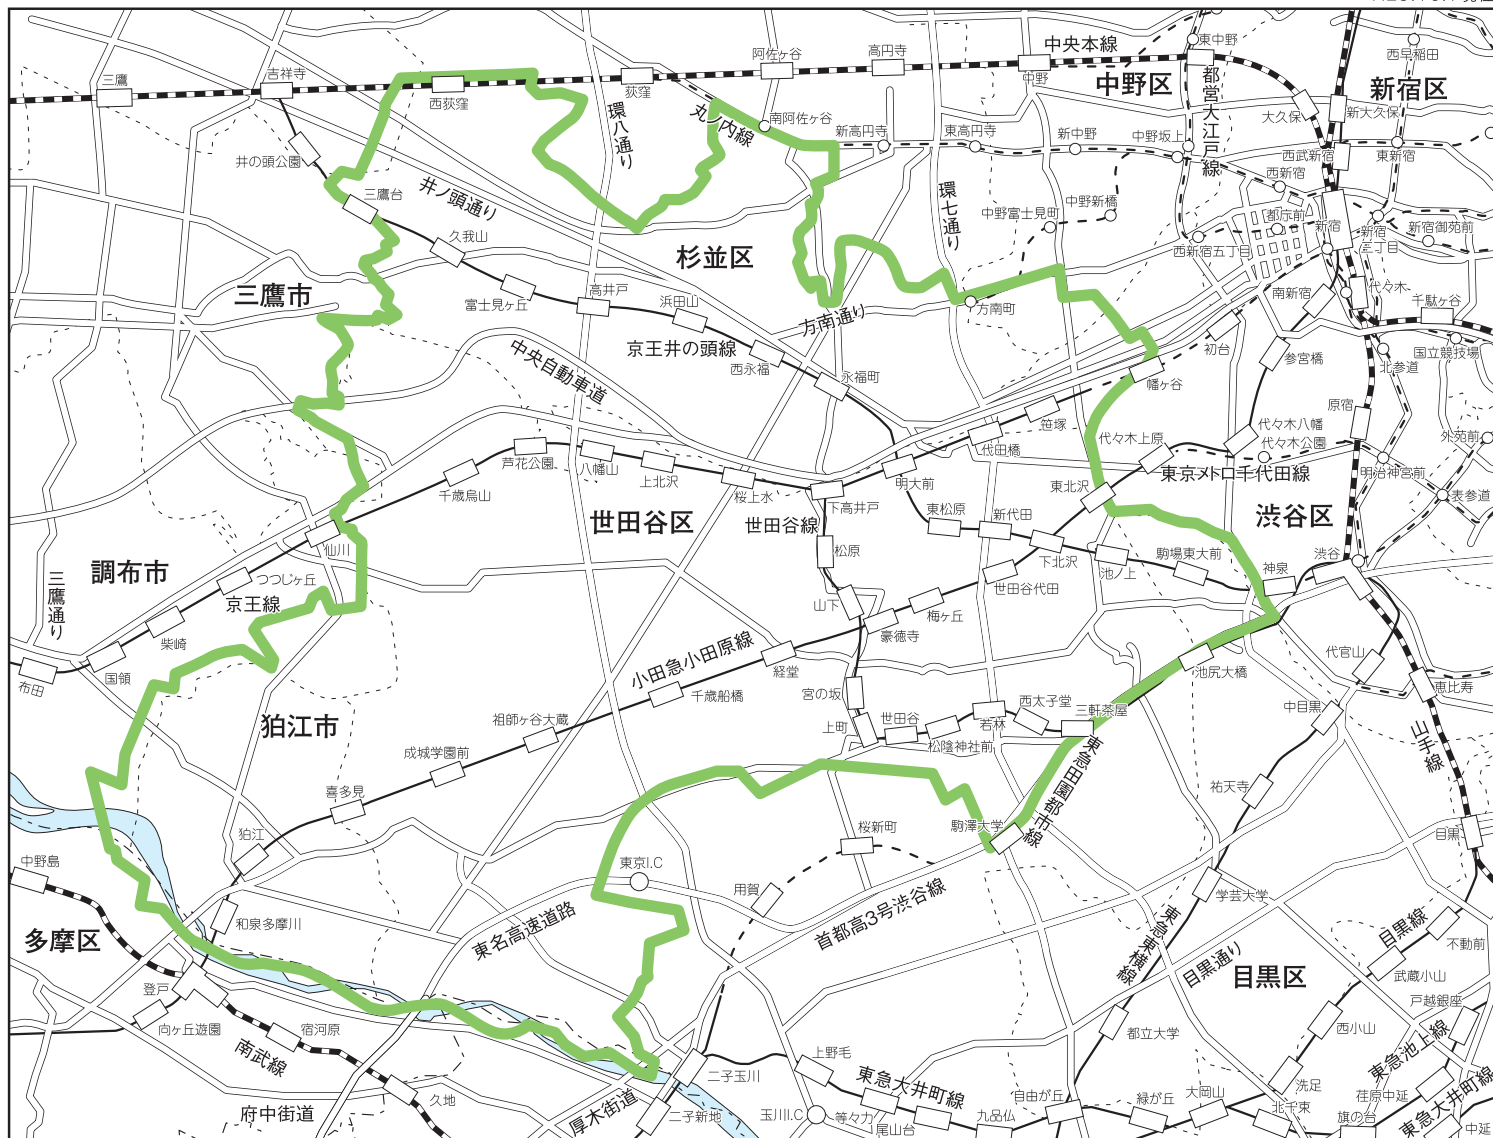 中央本線
東中野
西早稲田
三鷹
吉祥寺
西荻窪
荻窪
阿佐ヶ谷
高円寺
中野
中野区
都営大江戸線
新宿区
環八通り
丸ノ内線
南阿佐ヶ谷
新高円寺
東高円寺
新中野
中野坂上
大久保
新大久保
西武新宿
東新宿
西新宿
井の頭公園
三鷹台
井ノ頭通り
環七通り
中野富士見町
中野新橋
都庁前
新宿
新宿三丁目
新宿御苑前
西新宿五丁目
久我山
杉並区
三鷹市
富士見ヶ丘
高井戸
浜田山
方南通り
方南町
南新宿
代々木
千駄ヶ谷
京王井の頭線
西永福
永福町
初台
参宮橋
北参道
国立競技場
中央自動車道
幡ヶ谷
笹塚
代田橋
代々木上原
代々木八幡
代々木公園
原宿
外苑前
明治神宮前
表参道
東京メトロ千代田線
芦花公園
八幡山
上北沢
桜上水
下高井戸
明大前
東北沢
千歳烏山
世田谷区
世田谷線
東松原
新代田
渋谷区
仙川
松原
下北沢
池ノ上
駒場東大前
神泉
渋谷
調布市
三鷹通り
つつじヶ丘
京王線
柴崎
国領
布田
山下
豪徳寺
梅ヶ丘
世田谷代田
小田急小田原線
経堂
千歳船橋
宮の坂
上町
世田谷
松陰神社前
若林
西太子堂
三軒茶屋
池尻大橋
代官山
恵比寿
中目黒
山手線
狛江市
祖師ヶ谷大蔵
成城学園前
喜多見
狛江
東急田園都市線
祐天寺
目黒
中野島
和泉多摩川
東京I.C
桜新町
駒澤大学
用賀
首都高3号渋谷線
学芸大学
東急東横線
目黒通り
目黒線
不動前
武蔵小山
戸越銀座
多摩区
登戸
向ヶ丘遊園
宿河原
南武線
東名高速道路
目黒区
都立大学
西小山
東急池上線
府中街道
久地
厚木街道
二子玉川
二子新地
上野毛
玉川I.C
等々力
尾山台
東急大井町線
九品仏
自由が丘
緑が丘
大岡山
北千束
洗足
旗の台
荏原中延
東急大井町線
中延